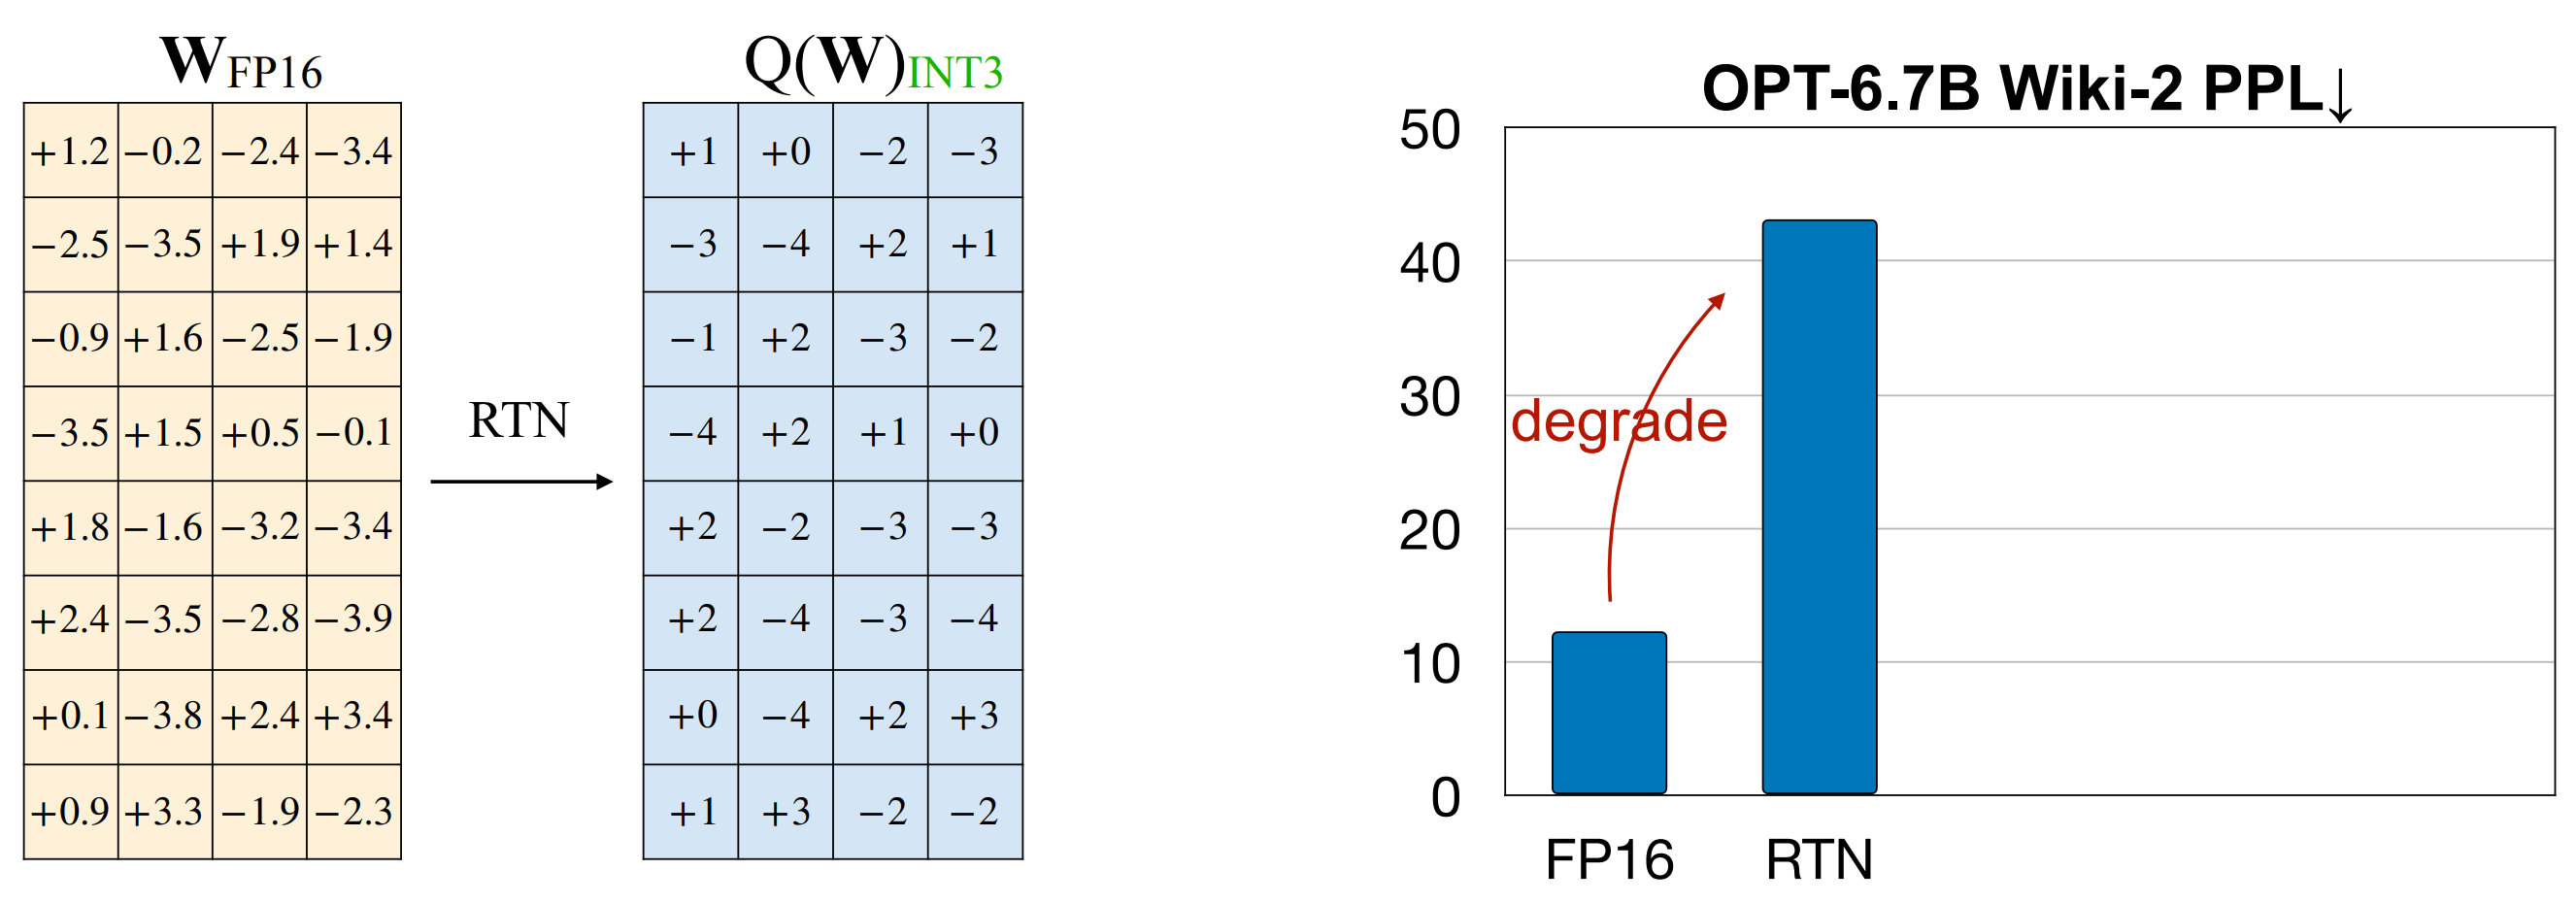 W_FP16
+1.2 −0.2 −2.4 −3.4
−2.5 −3.5 +1.9 +1.4
−0.9 +1.6 −2.5 −1.9
−3.5 +1.5 +0.5 −0.1
+1.8 −1.6 −3.2 −3.4
+2.4 −3.5 −2.8 −3.9
+0.1 −3.8 +2.4 +3.4
+0.9 +3.3 −1.9 −2.3
RTN
Q(W)_INT3
+1 +0 −2 −3
−3 −4 +2 +1
−1 +2 −3 −2
−4 +2 +1 +0
+2 −2 −3 −3
+2 −4 −3 −4
+0 −4 +2 +3
+1 +3 −2 −2
OPT-6.7B Wiki-2 PPL↓
50
40
30
20
10
0
degrade
FP16 RTN